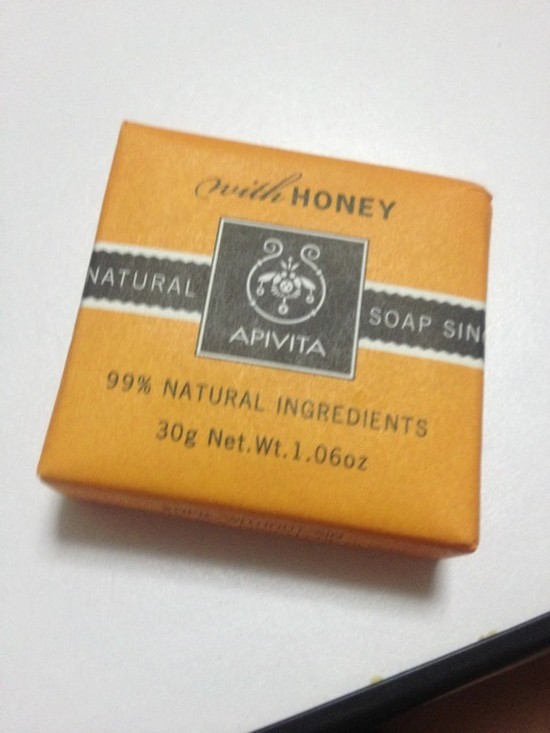 with HONEY
NATURAL
APIVITA
SOAP SIN
99% NATURAL INGREDIENTS
30g Net.Wt.1.06oz